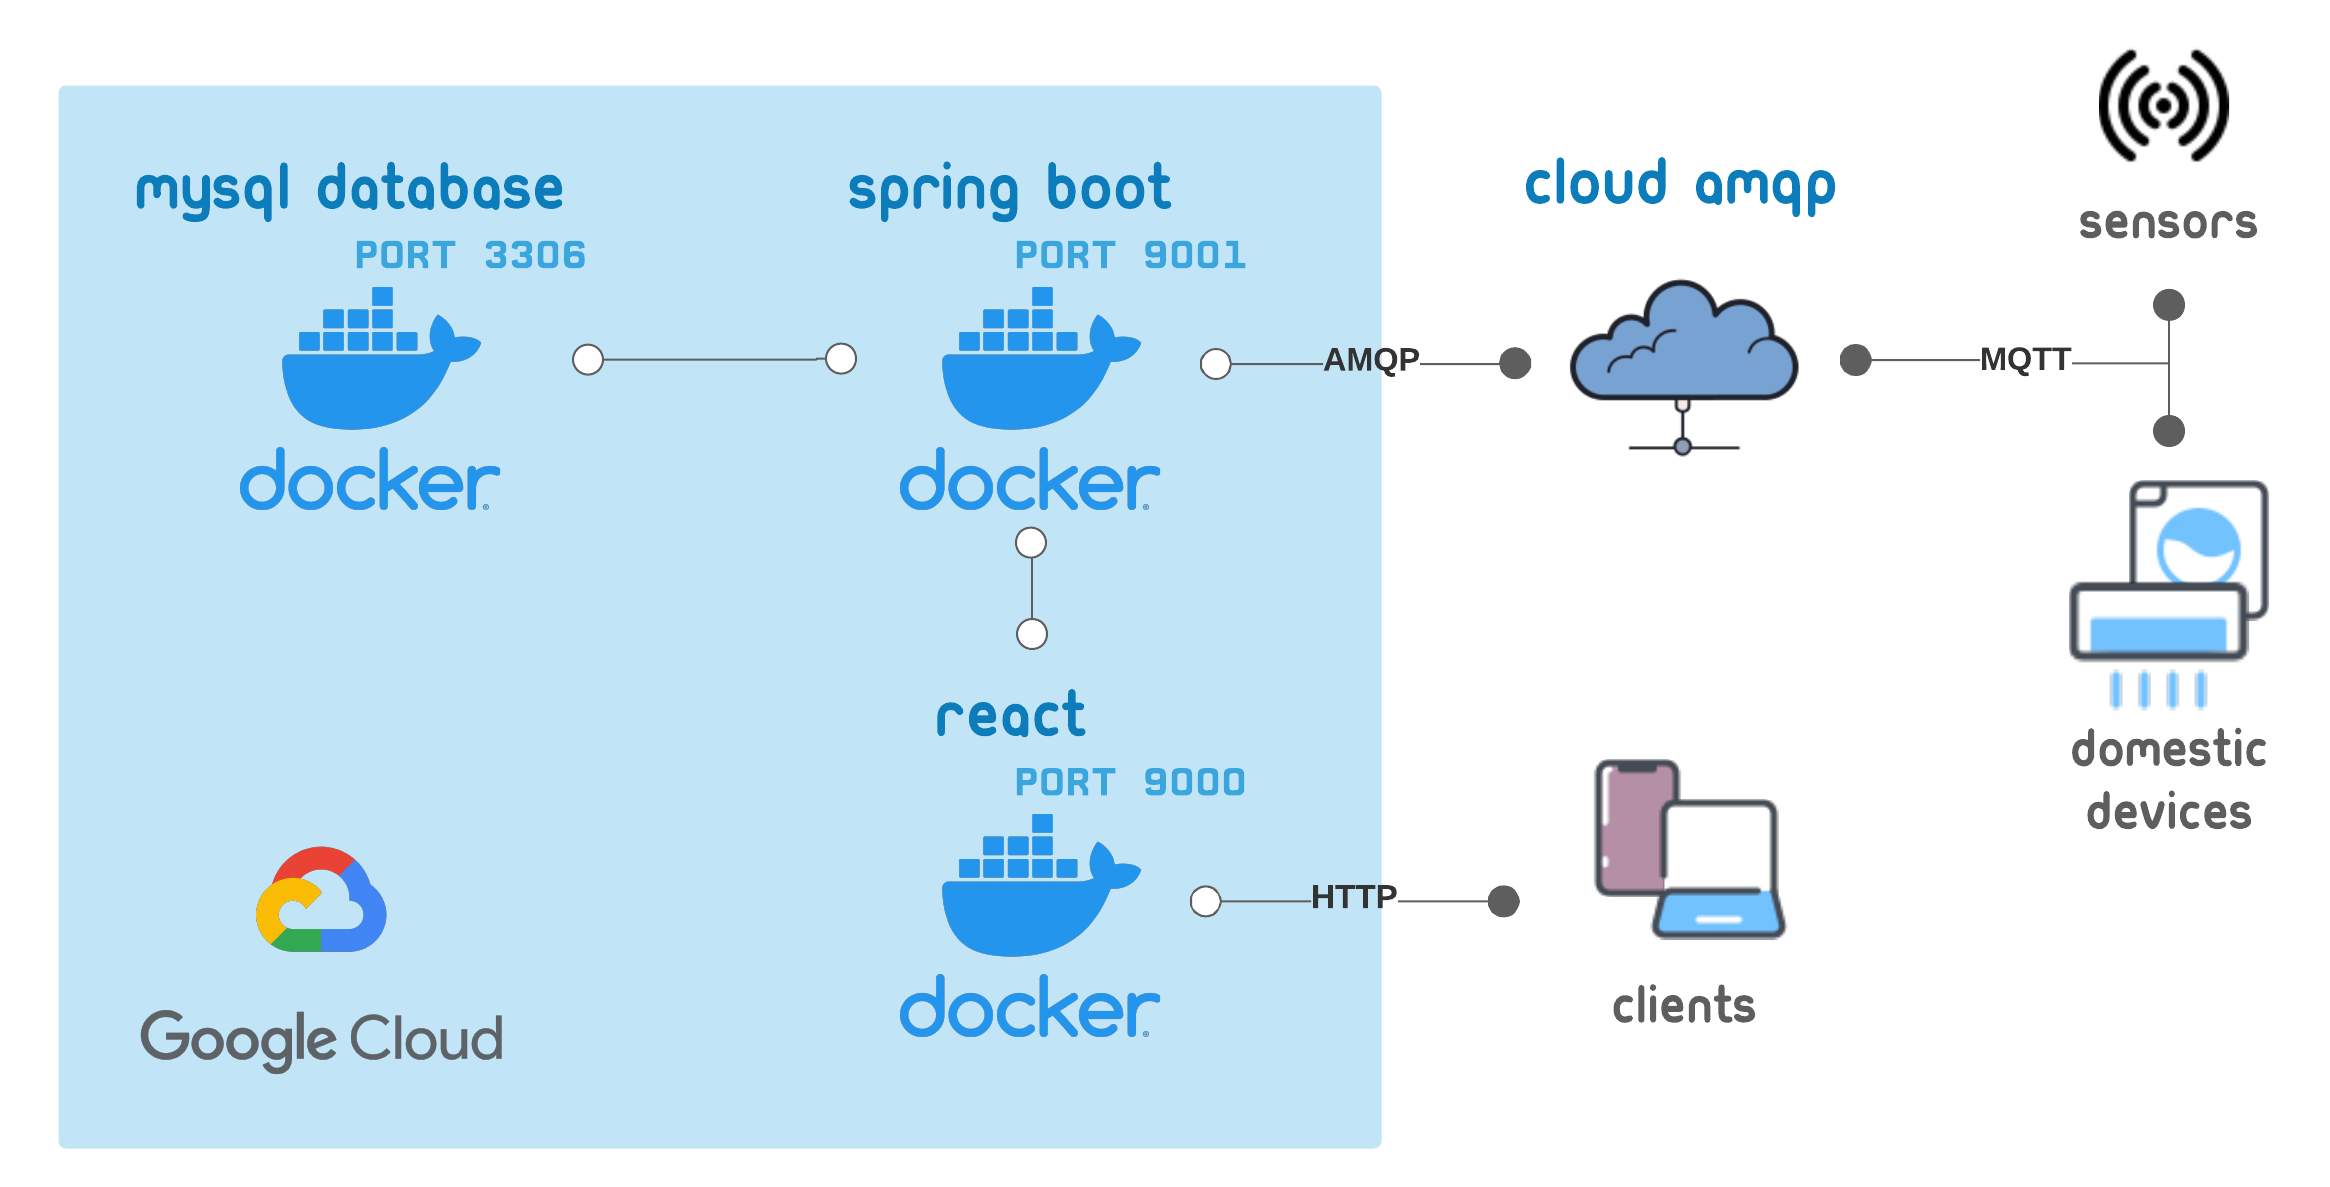 mysql database
PORT 3306
docker
spring boot
PORT 9001
docker
AMQP
cloud amqp
MQTT
sensors
domestic
devices
react
PORT 9000
docker
HTTP
clients
Google Cloud